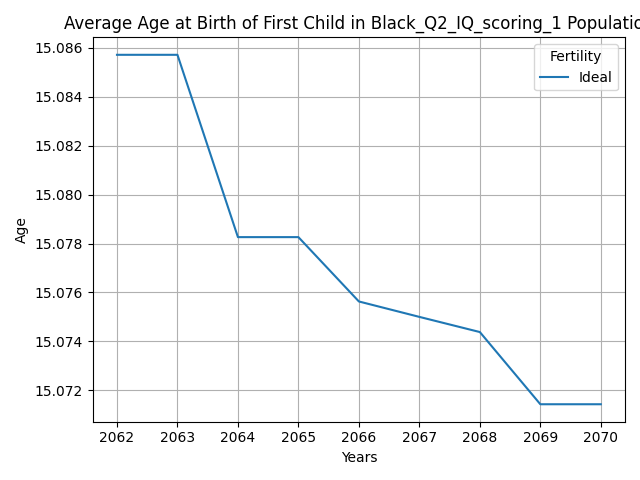 Average Age at Birth of First Child in Black_Q2_IQ_scoring_1 Populatio
Fertility
Ideal
15.086
15.084
15.082
15.080
15.078
15.076
15.074
15.072
Age
2062 2063 2064 2065 2066 2067 2068 2069 2070
Years